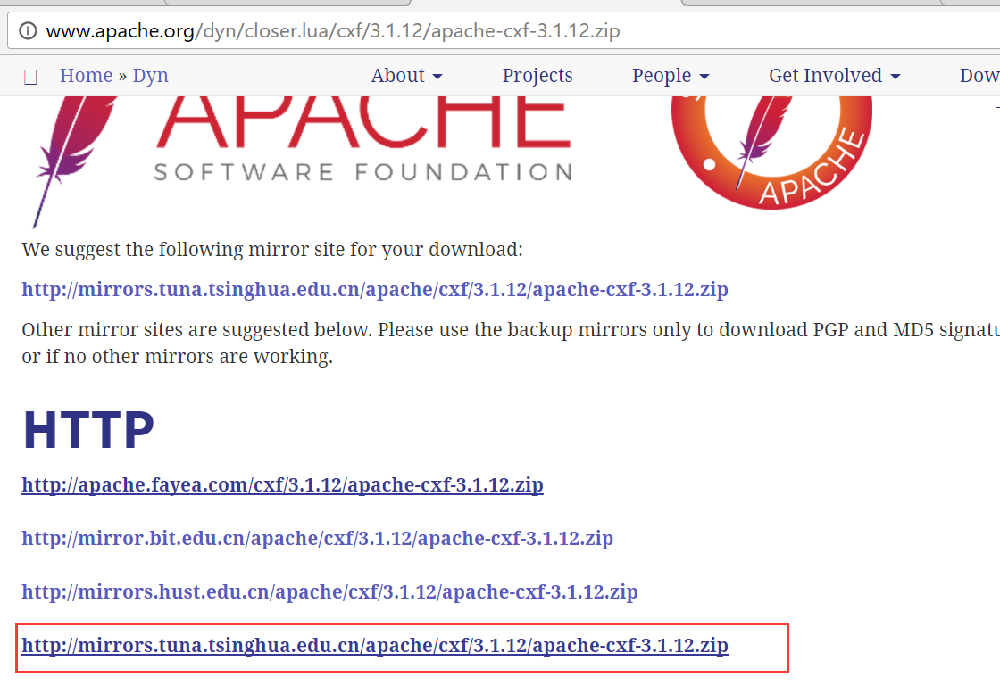 www.apache.org/dyn/closer.lua/cxf/3.1.12/apache-cxf-3.1.12.zip
Home » Dyn About Projects People Get Involved Dow
APACHE
SOFTWARE FOUNDATION
APACHE
We suggest the following mirror site for your download:
http://mirrors.tuna.tsinghua.edu.cn/apache/cxf/3.1.12/apache-cxf-3.1.12.zip
Other mirror sites are suggested below. Please use the backup mirrors only to download PGP and MD5 signatu
or if no other mirrors are working.
HTTP
http://apache.fayea.com/cxf/3.1.12/apache-cxf-3.1.12.zip
http://mirror.bit.edu.cn/apache/cxf/3.1.12/apache-cxf-3.1.12.zip
http://mirrors.hust.edu.cn/apache/cxf/3.1.12/apache-cxf-3.1.12.zip
http://mirrors.tuna.tsinghua.edu.cn/apache/cxf/3.1.12/apache-cxf-3.1.12.zip